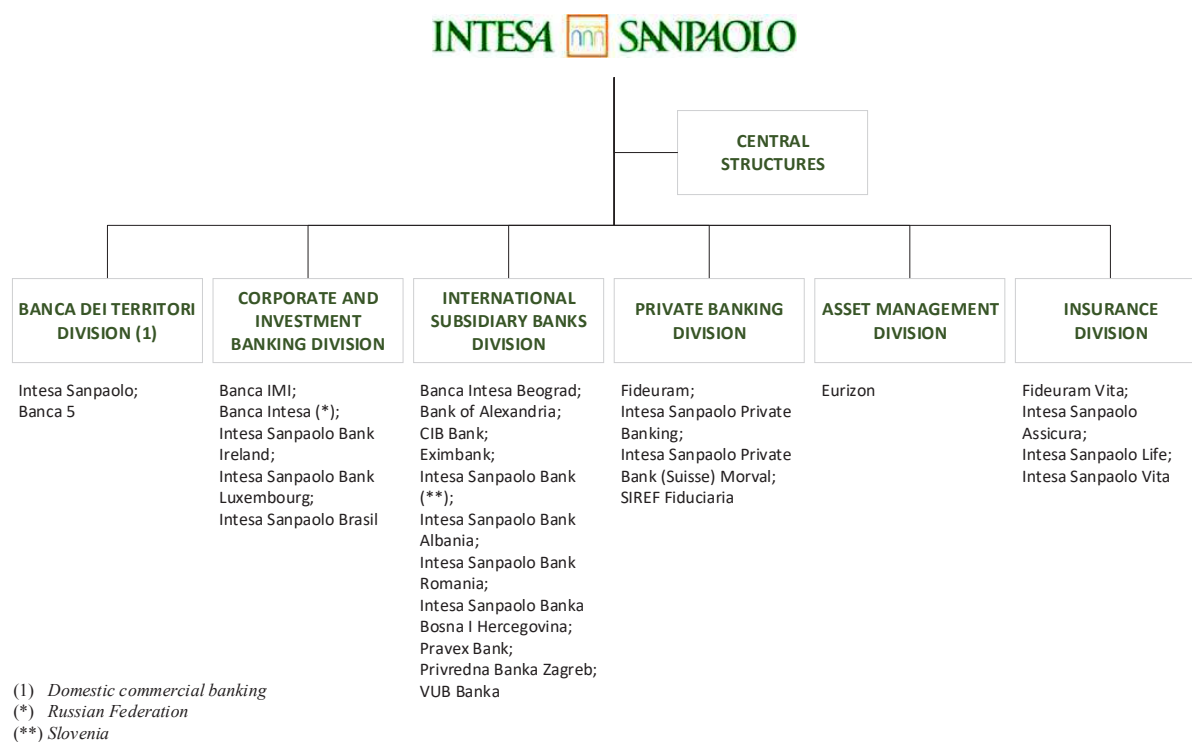 INTESA SANPAOLO
CENTRAL
STRUCTURES
BANCA DEI TERRITORI
DIVISION (1)
CORPORATE AND
INVESTMENT
BANKING DIVISION
INTERNATIONAL
SUBSIDIARY BANKS
DIVISION
PRIVATE BANKING
DIVISION
ASSET MANAGEMENT
DIVISION
INSURANCE
DIVISION
Intesa Sanpaolo;
Banca 5
Banca IMI;
Banca Intesa (*);
Intesa Sanpaolo Bank
Ireland;
Intesa Sanpaolo Bank
Luxembourg;
Intesa Sanpaolo Brasil
Banca Intesa Beograd;
Bank of Alexandria;
CIB Bank;
Eximbank;
Intesa Sanpaolo Bank
(**);
Intesa Sanpaolo Bank
Albania;
Intesa Sanpaolo Bank
Romania;
Intesa Sanpaolo Banka
Bosna I Hercegovina;
Pravex Bank;
Privredna Banka Zagreb;
VUB Banka
Fideuram;
Intesa Sanpaolo Private
Banking;
Intesa Sanpaolo Private
Bank (Suisse) Morval;
SIREF Fiduciaria
Eurizon
Fideuram Vita;
Intesa Sanpaolo
Assicura;
Intesa Sanpaolo Life;
Intesa Sanpaolo Vita
(1) Domestic commercial banking
(*) Russian Federation
(**) Slovenia